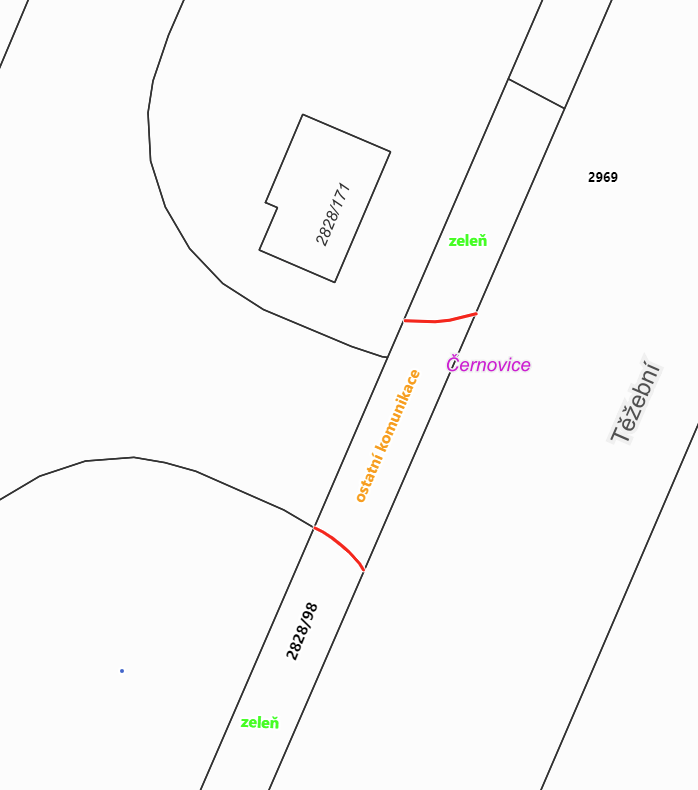 2969
2828/171
zeleň
Černovice
ostatní komunikace
Těžební
2828/98
zeleň